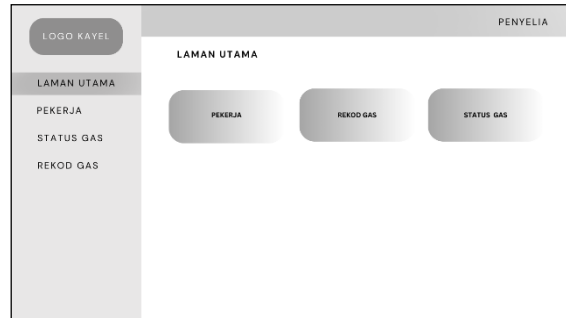 LOGO KAYEL
PENYELIA
LAMAN UTAMA
LAMAN UTAMA
PEKERJA
STATUS GAS
REKOD GAS
PEKERJA
REKOD GAS
STATUS GAS